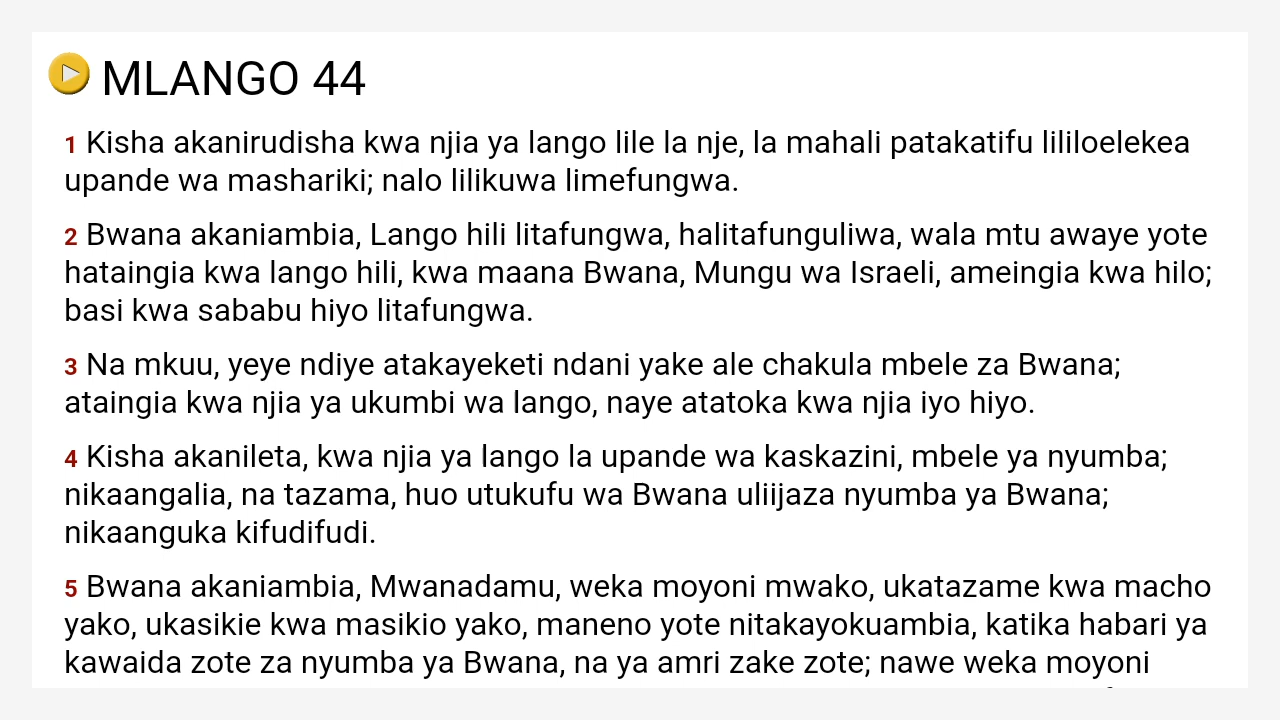 MLANGO 44
1 Kisha akanirudisha kwa njia ya lango lile la nje, la mahali patakatifu lililoelekea
upande wa mashariki; nalo lilikuwa limefungwa.
2 Bwana akaniambia, Lango hili litafungwa, halitafunguliwa, wala mtu awaye yote
hataingia kwa lango hili, kwa maana Bwana, Mungu wa Israeli, ameingia kwa hilo;
basi kwa sababu hiyo litafungwa.
3 Na mkuu, yeye ndiye atakayeketi ndani yake ale chakula mbele za Bwana;
ataingia kwa njia ya ukumbi wa lango, naye atatoka kwa njia iyo hiyo.
4 Kisha akanileta, kwa njia ya lango la upande wa kaskazini, mbele ya nyumba;
nikaangalia, na tazama, huo utukufu wa Bwana uliijaza nyumba ya Bwana;
nikaanguka kifudifudi.
5 Bwana akaniambia, Mwanadamu, weka moyoni mwako, ukatazame kwa macho
yako, ukasikie kwa masikio yako, maneno yote nitakayokuambia, katika habari ya
kawaida zote za nyumba ya Bwana, na ya amri zake zote; nawe weka moyoni